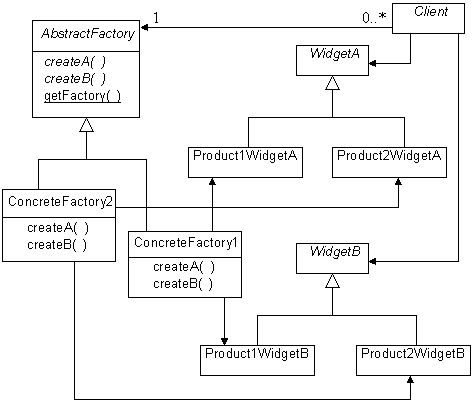 AbstractFactory
1
0..*
Client
createA( )
createB( )
getFactory( )
WidgetA
Product1WidgetA
Product2WidgetA
ConcreteFactory2
createA( )
createB( )
ConcreteFactory1
createA( )
createB( )
WidgetB
Product1WidgetB
Product2WidgetB